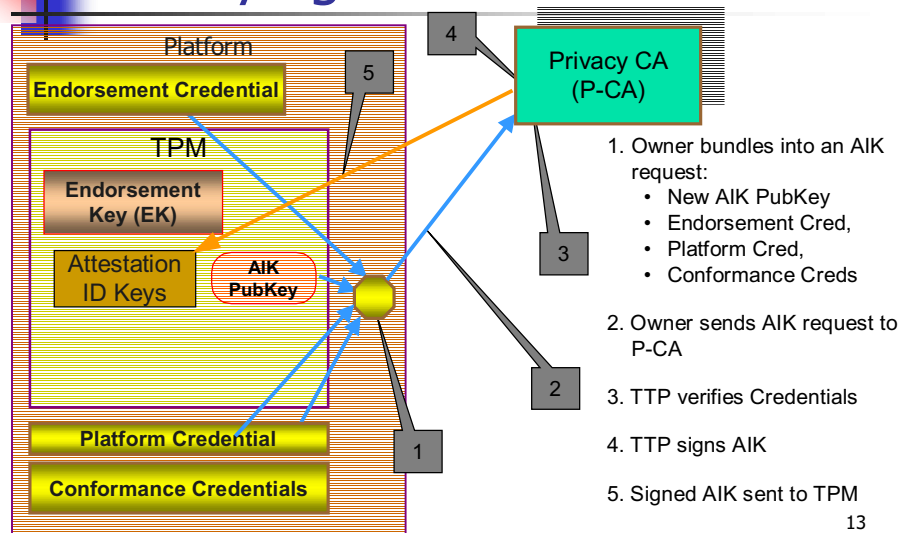 Platform
Endorsement Credential
TPM
Endorsement
Key (EK)
Attestation
ID Keys
AIK
PubKey
Platform Credential
Conformance Credentials
5
4
Privacy CA
(P-CA)
3
2
1
1. Owner bundles into an AIK
request:
• New AIK PubKey
• Endorsement Cred,
• Platform Cred,
• Conformance Creds
2. Owner sends AIK request to
P-CA
3. TTP verifies Credentials
4. TTP signs AIK
5. Signed AIK sent to TPM
13